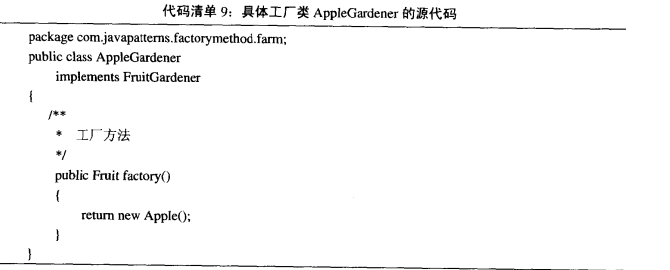 代码清单 9：具体工厂类 AppleGardener 的源代码
package com.javapatterns.factorymethod.farm;
public class AppleGardener
implements FruitGardener
{
/**
* 工厂方法
*/
public Fruit factory()
{
return new Apple();
}
}